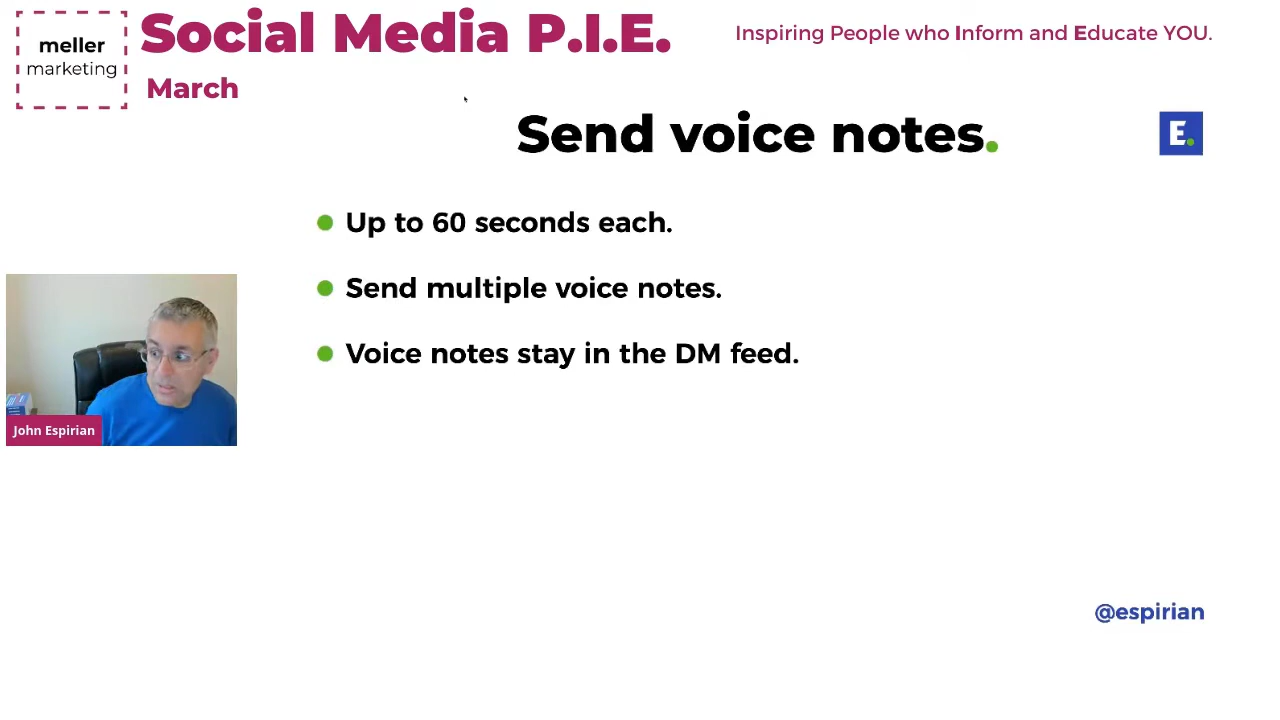 meller
marketing
Social Media P.I.E.
March
Inspiring People who Inform and Educate YOU.
Send voice notes.
E.
Up to 60 seconds each.
Send multiple voice notes.
Voice notes stay in the DM feed.
John Espirian
@espirian